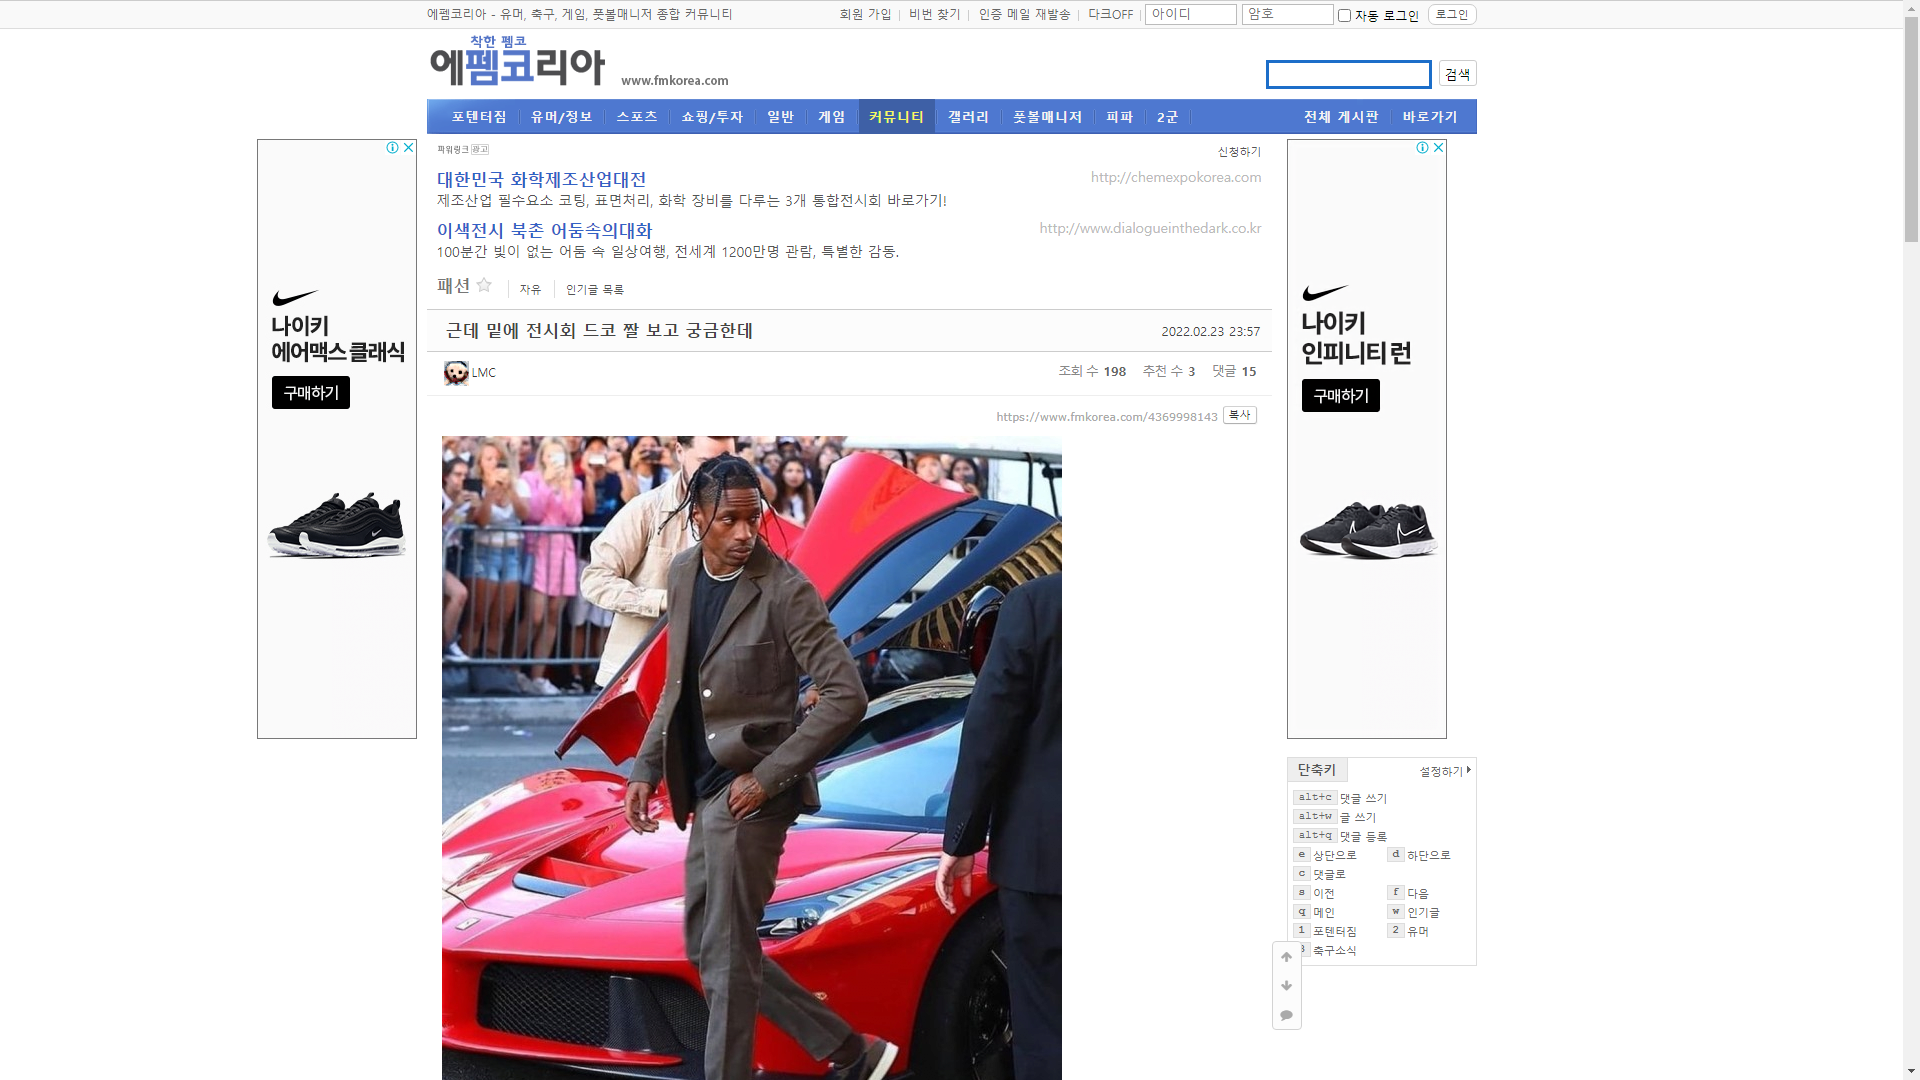 에펨코리아 - 유머, 축구, 게임, 풋볼매니저 종합 커뮤니티
회원 가입 비번 찾기 인증 메일 재발송 다크OFF 아이디 암호 자동 로그인 로그인
착한 펨코
에펨코리아 www.fmkorea.com
검색
포텐터짐 유머/정보 스포츠 쇼핑/투자 일반 게임 커뮤니티 갤러리 풋볼매니저 피파 2군 전체 게시판 바로가기
파워링크 광고 신청하기
대한민국 화학제조산업대전 http://chemexpokorea.com
제조산업 필수요소 코팅, 표면처리, 화학 장비를 다루는 3개 통합전시회 바로가기!
이색전시 북촌 어둠속의대화 http://www.dialogueinthedark.co.kr
100분간 빛이 없는 어둠 속 일상여행, 전세계 1200만명 관람, 특별한 감동.
패션 자유 인기글 목록
근데 밑에 전시회 드코 짤 보고 궁금한데 2022.02.23 23:57
LMC 조회 수 198 추천 수 3 댓글 15
https://www.fmkorea.com/4369998143 복사
나이키
에어맥스 클래식
구매하기
나이키
인피니티 런
구매하기
단축키 설정하기
alt+c 댓글 쓰기
alt+w 글 쓰기
alt+q 댓글 등록
e 상단으로 d 하단으로
c 댓글로
s 이전 f 다음
q 메인 w 인기글
1 포텐터짐 2 유머
3 축구소식